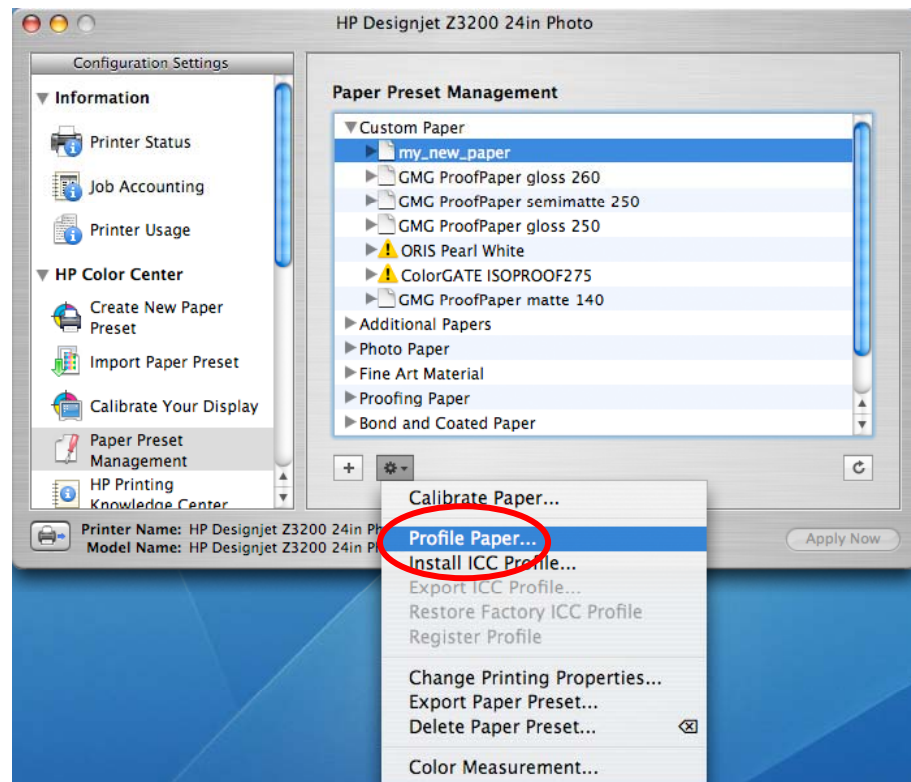 HP Designjet Z3200 24in Photo
Configuration Settings
Information
Printer Status
Job Accounting
Printer Usage
HP Color Center
Create New Paper
Preset
Import Paper Preset
Calibrate Your Display
Paper Preset
Management
HP Printing
Knowledge Center
Paper Preset Management
Custom Paper
my_new_paper
GMG ProofPaper gloss 260
GMG ProofPaper semimatte 250
GMG ProofPaper gloss 250
ORIS Pearl White
ColorGATE ISOPROOF275
GMG ProofPaper matte 140
Additional Papers
Photo Paper
Fine Art Material
Proofing Paper
Bond and Coated Paper
Printer Name: HP Designjet Z3200 24in Ph
Model Name: HP Designjet Z3200 24in P
Apply Now
Calibrate Paper...
Profile Paper...
Install ICC Profile...
Export ICC Profile...
Restore Factory ICC Profile
Register Profile
Change Printing Properties...
Export Paper Preset...
Delete Paper Preset...
Color Measurement...